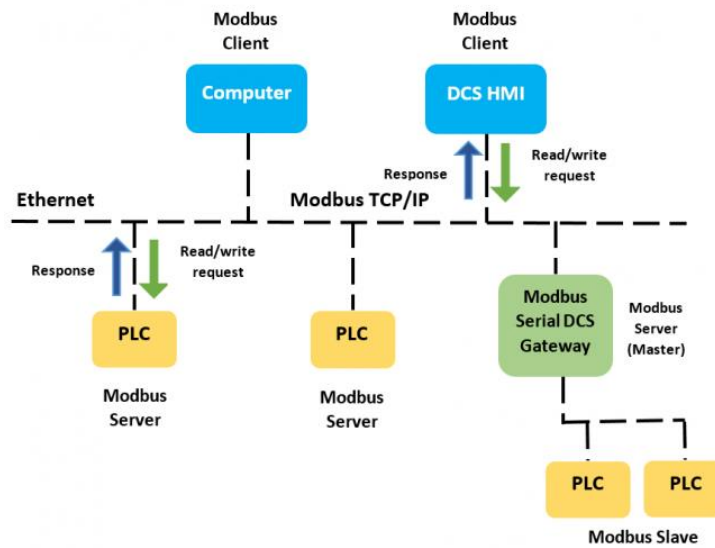 Modbus
Client
Modbus
Client
Computer
DCS HMI
Response
Read/write
request
Ethernet
Modbus TCP/IP
Response
Read/write
request
PLC
Modbus
Server
PLC
Modbus
Server
Modbus
Serial DCS
Gateway
Modbus
Server
(Master)
PLC
PLC
Modbus Slave